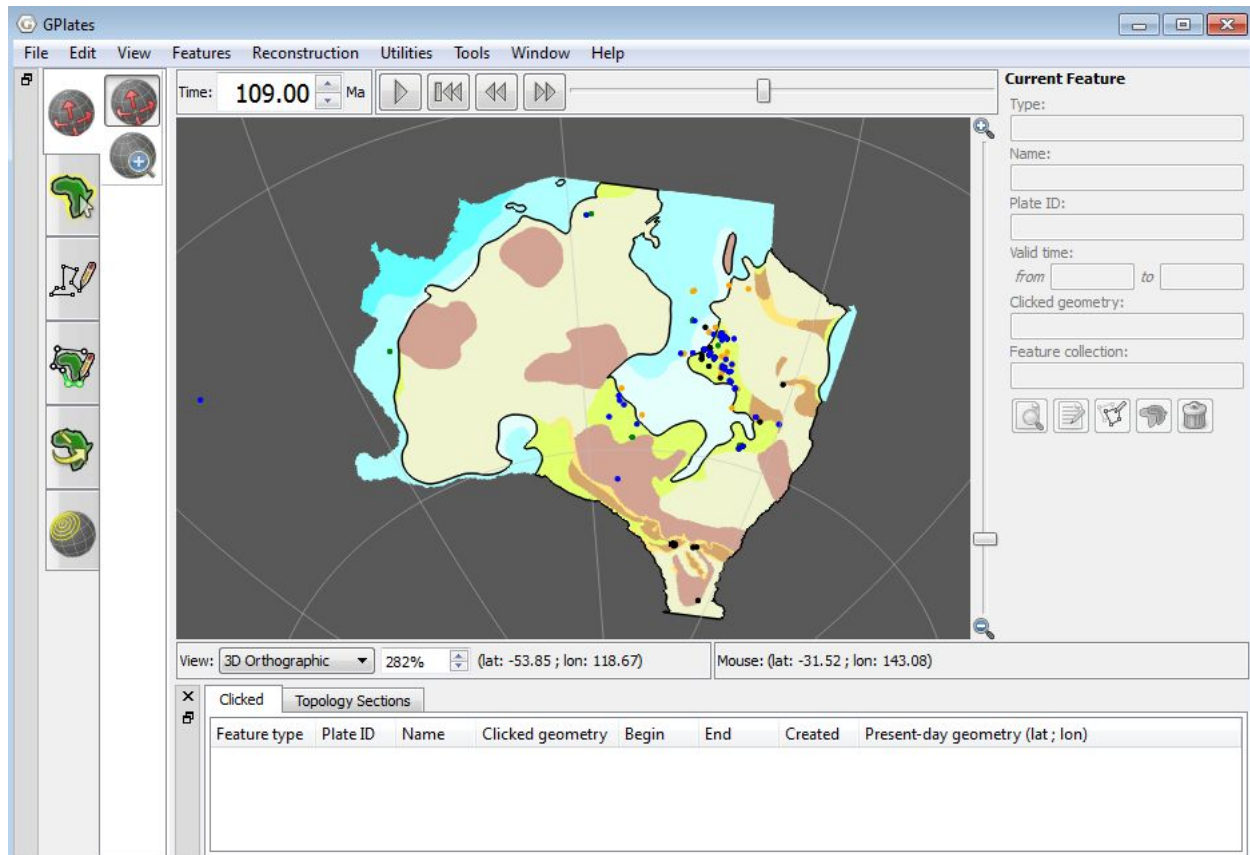 GPlates
File Edit View Features Reconstruction Utilities Tools Window Help
Time: 109.00 Ma
Current Feature
Type:
Name:
Plate ID:
Valid time:
from to
Clicked geometry:
Feature collection:
View: 3D Orthographic 282% (lat: -53.85 ; lon: 118.67) Mouse: (lat: -31.52 ; lon: 143.08)
Clicked Topology Sections
Feature type Plate ID Name Clicked geometry Begin End Created Present-day geometry (lat ; lon)